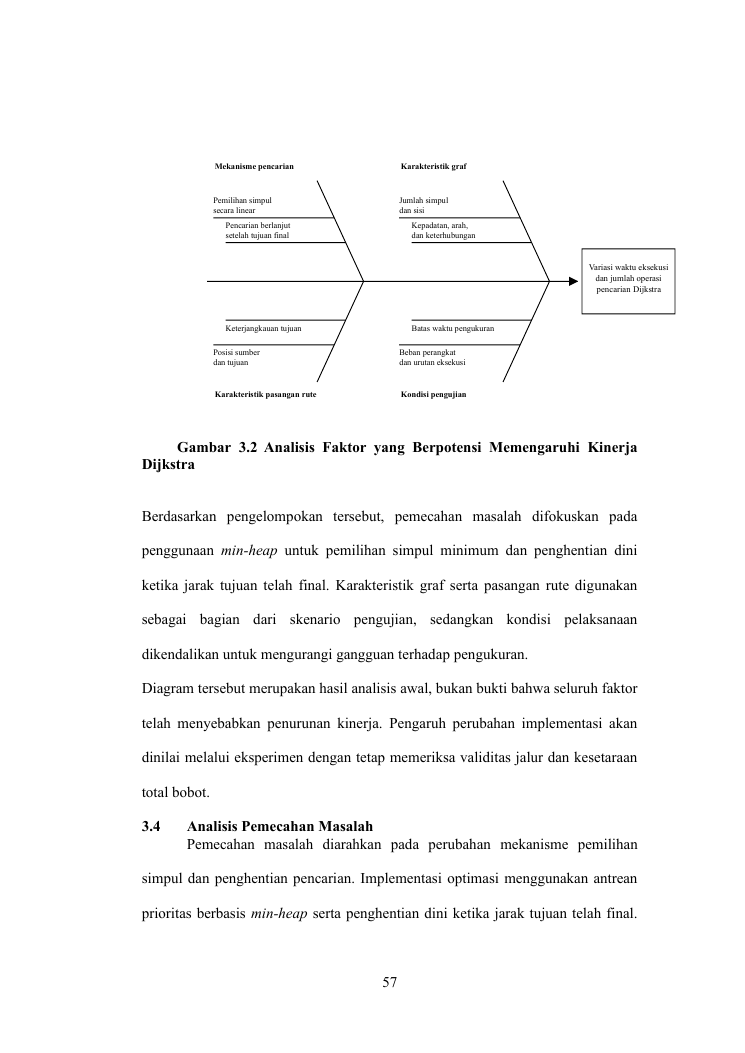 Mekanisme pencarian
Karakteristik graf
Pemilihan simpul
secara linear
Pencarian berlanjut
setelah tujuan final
Jumlah simpul
dan sisi
Kepadatan, arah,
dan keterhubungan
Variasi waktu eksekusi
dan jumlah operasi
pencarian Dijkstra
Keterjangkauan tujuan
Posisi sumber
dan tujuan
Batas waktu pengukuran
Beban perangkat
dan urutan eksekusi
Karakteristik pasangan rute
Kondisi pengujian
Gambar 3.2 Analisis Faktor yang Berpotensi Memengaruhi Kinerja
Dijkstra
Berdasarkan pengelompokan tersebut, pemecahan masalah difokuskan pada
penggunaan min-heap untuk pemilihan simpul minimum dan penghentian dini
ketika jarak tujuan telah final. Karakteristik graf serta pasangan rute digunakan
sebagai bagian dari skenario pengujian, sedangkan kondisi pelaksanaan
dikendalikan untuk mengurangi gangguan terhadap pengukuran.
Diagram tersebut merupakan hasil analisis awal, bukan bukti bahwa seluruh faktor
telah menyebabkan penurunan kinerja. Pengaruh perubahan implementasi akan
dinilai melalui eksperimen dengan tetap memeriksa validitas jalur dan kesetaraan
total bobot.
3.4 Analisis Pemecahan Masalah
Pemecahan masalah diarahkan pada perubahan mekanisme pemilihan
simpul dan penghentian pencarian. Implementasi optimasi menggunakan antrean
prioritas berbasis min-heap serta penghentian dini ketika jarak tujuan telah final.
57